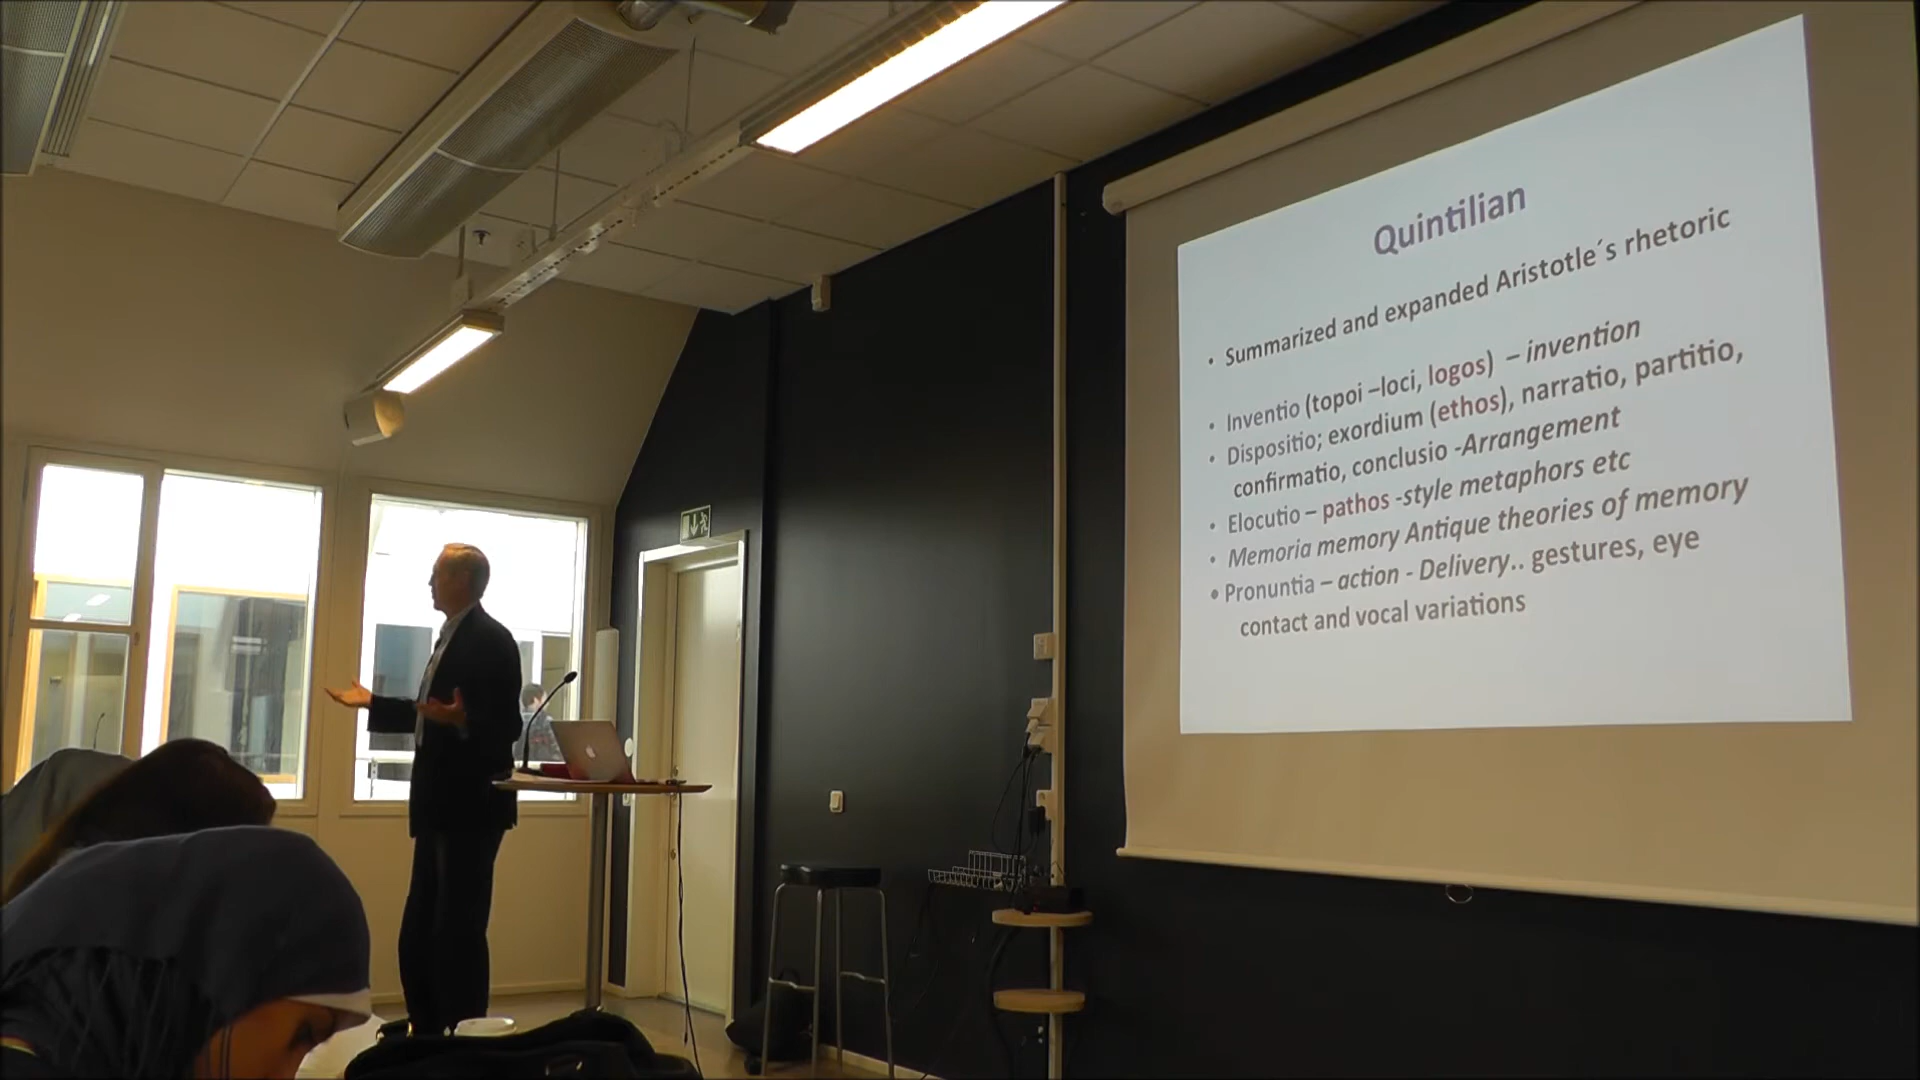 Quintilian
• Summarized and expanded Aristotle´s rhetoric
• Inventio (topoi –loci, logos) – invention
• Dispositio; exordium (ethos), narratio, partitio,
confirmatio, conclusio -Arrangement
• Elocutio – pathos -style metaphors etc
• Memoria memory Antique theories of memory
• Pronuntia – action - Delivery.. gestures, eye
contact and vocal variations